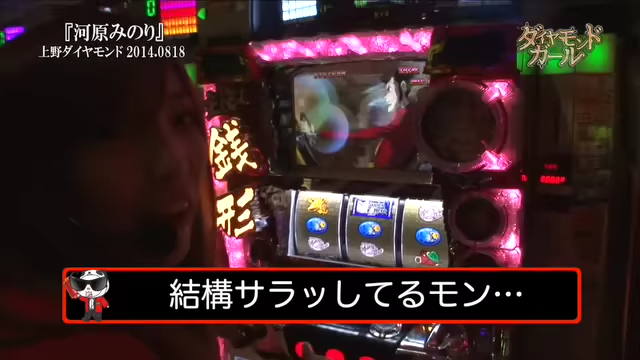 『河原みのり』
上野ダイヤモンド 2014.0818
ダイヤモンド
ガール
銭
形
結構サラッしてるモン…